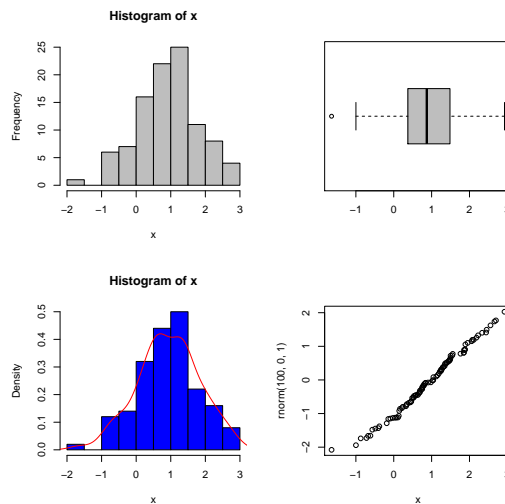 Histogram of x
Frequency
0 5 10 15 20 25
-2 -1 0 1 2 3
x
-1 0 1 2 3
Histogram of x
Density
0.0 0.1 0.2 0.3 0.4 0.5
-2 -1 0 1 2 3
x
rnorm(100, 0, 1)
-2 -1 0 1 2
-1 0 1 2 3
x